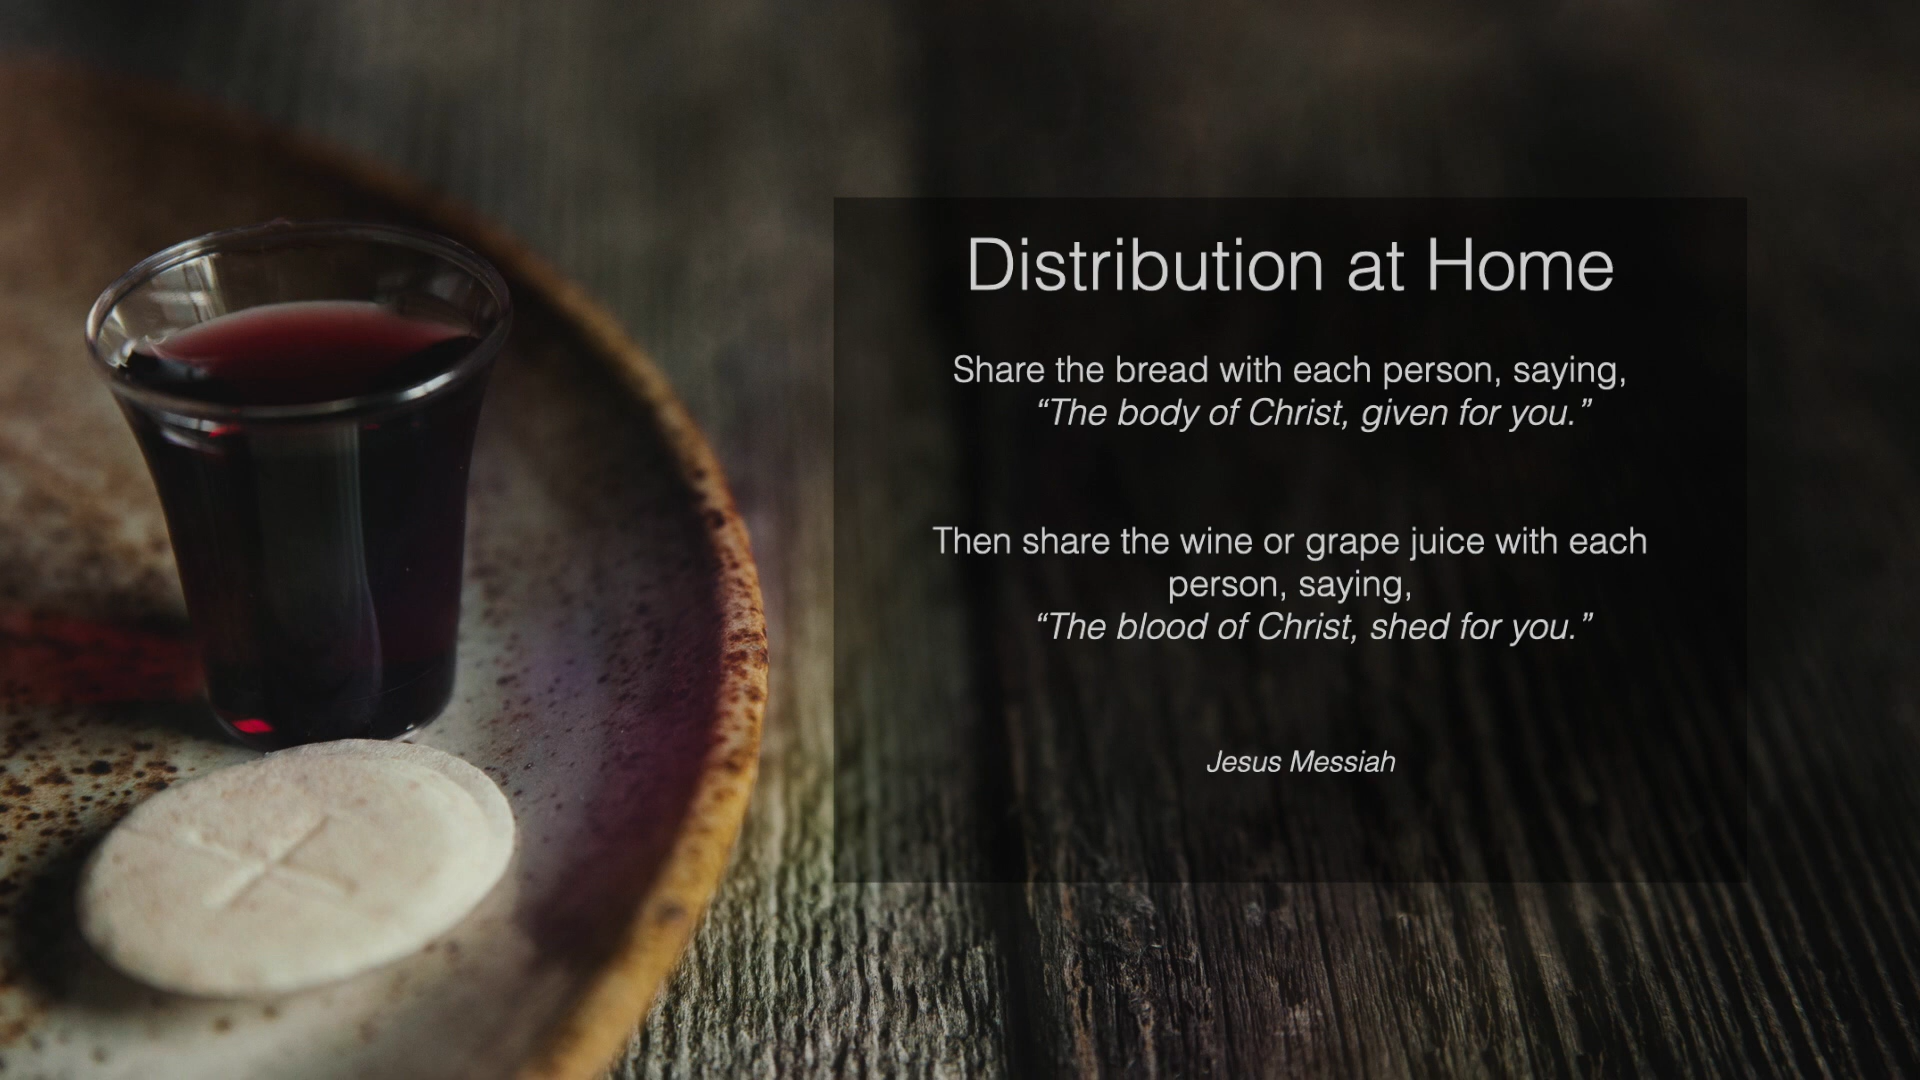 Distribution at Home
Share the bread with each person, saying,
“The body of Christ, given for you.”
Then share the wine or grape juice with each
person, saying,
“The blood of Christ, shed for you.”
Jesus Messiah